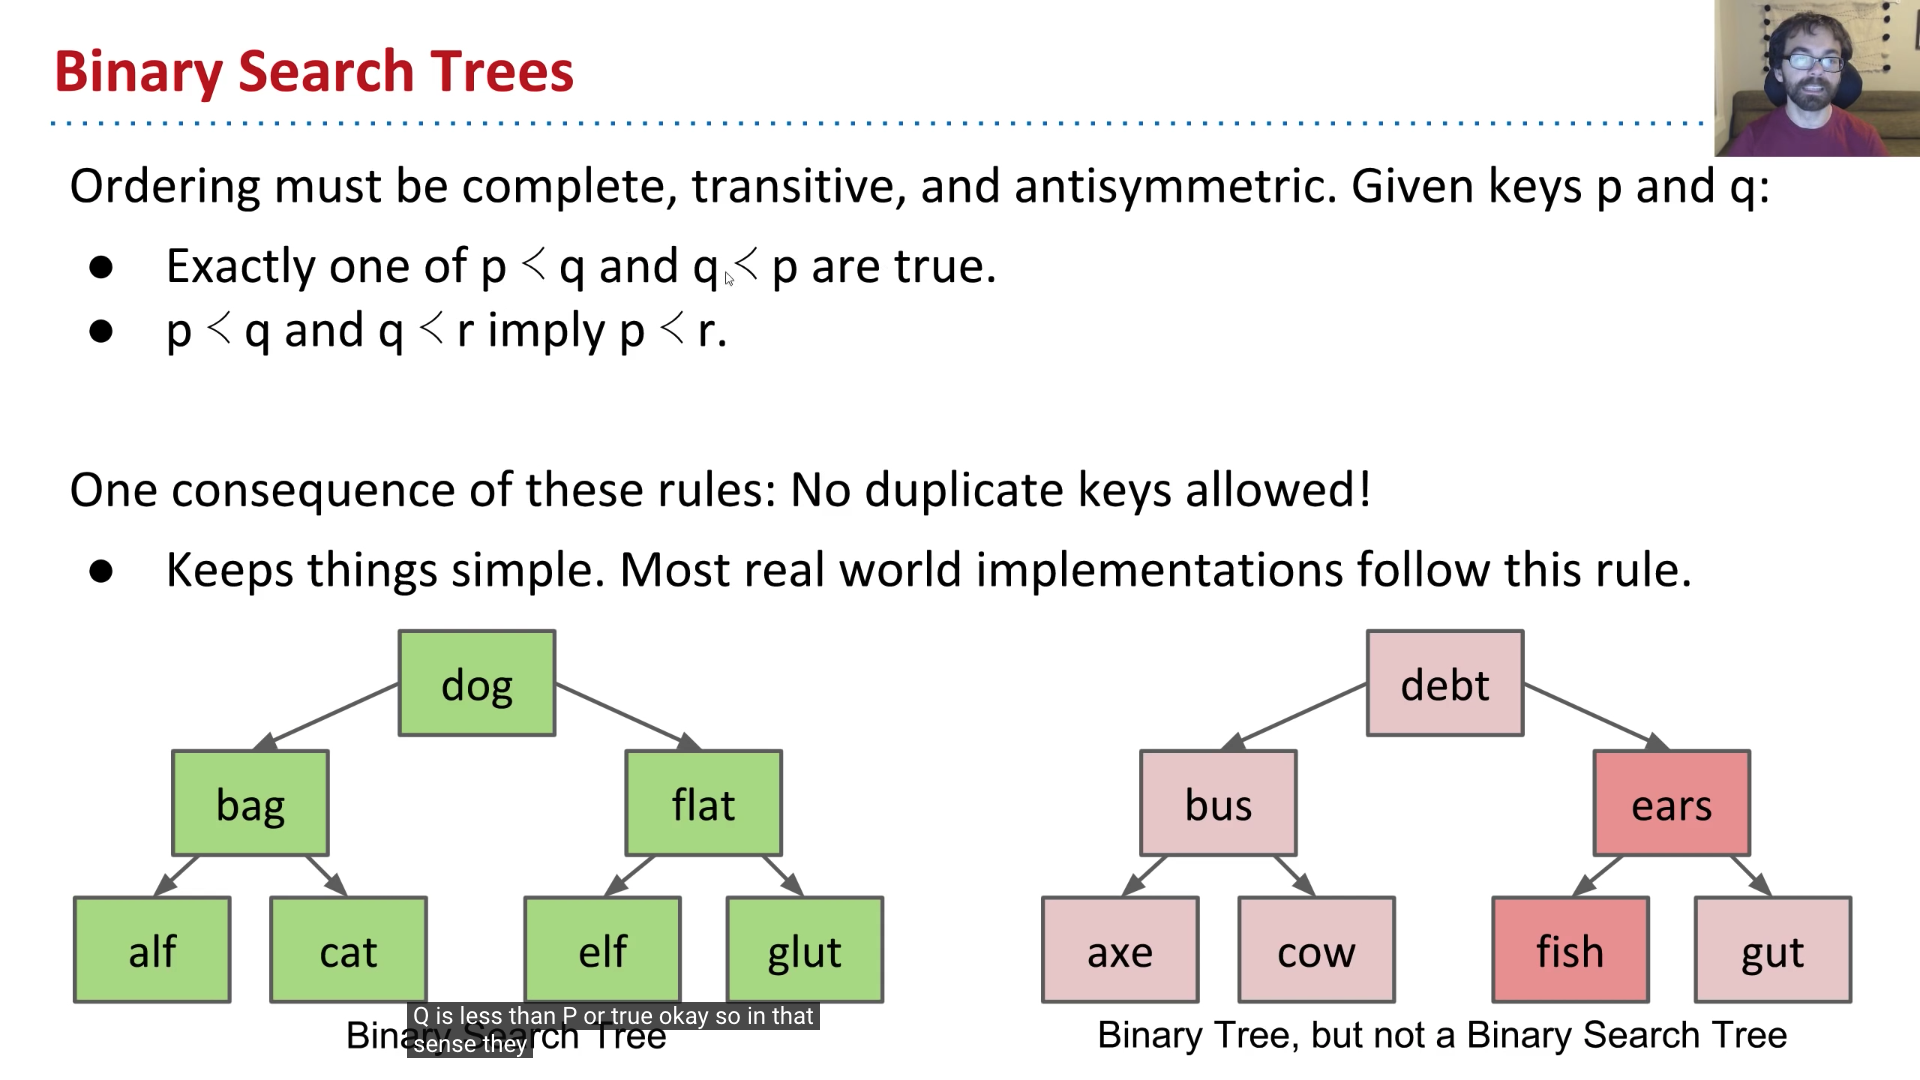 Binary Search Trees
Ordering must be complete, transitive, and antisymmetric. Given keys p and q:
● Exactly one of p ≺ q and q ≺ p are true.
● p ≺ q and q ≺ r imply p ≺ r.
One consequence of these rules: No duplicate keys allowed!
● Keeps things simple. Most real world implementations follow this rule.
dog
debt
bag
flat
bus
ears
alf
cat
elf
glut
axe
cow
fish
gut
Q is less than P or true okay so in that
sense they
Binary Search Tree
Binary Tree, but not a Binary Search Tree